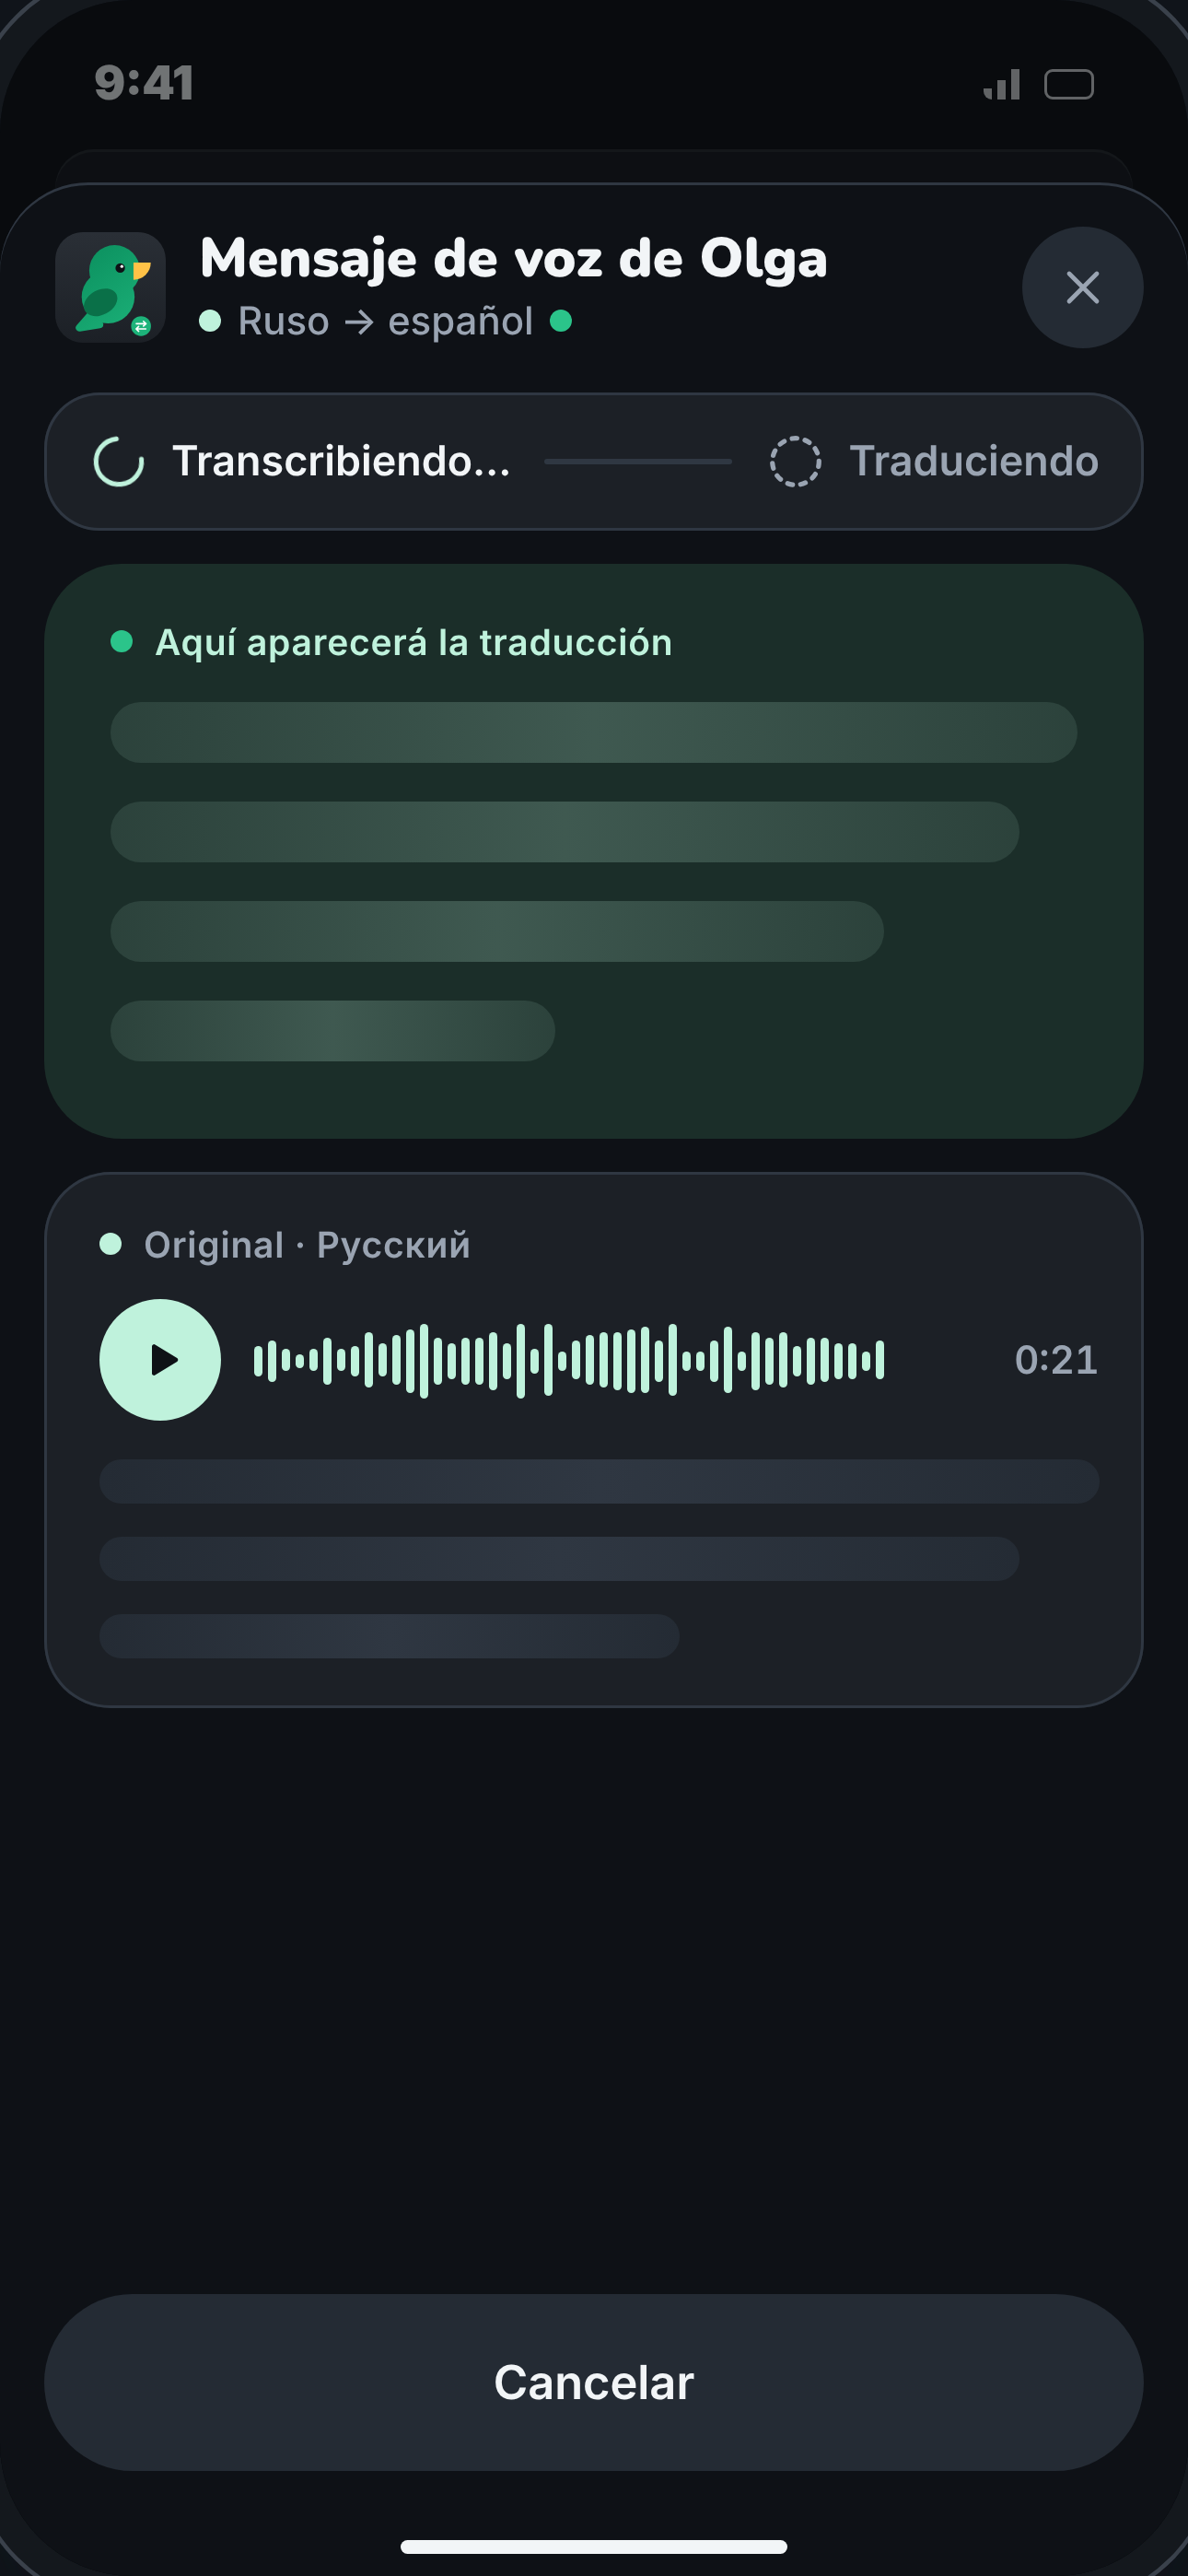 9:41
Mensaje de voz de Olga
Ruso → español
Transcribiendo...
Traduciendo
Aquí aparecerá la traducción
Original · Русский
0:21
Cancelar